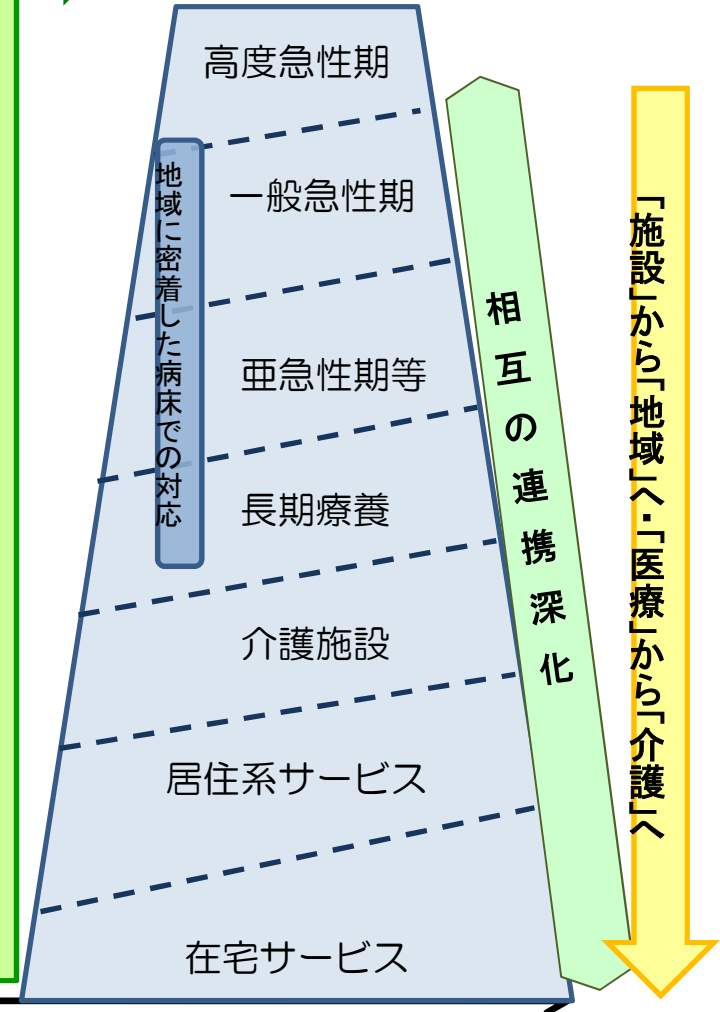 高度急性期
一般急性期
亜急性期等
長期療養
介護施設
居住系サービス
在宅サービス
地域に密着した病床での対応
相互の連携深化
「施設」から「地域」へ・「医療」から「介護」へ